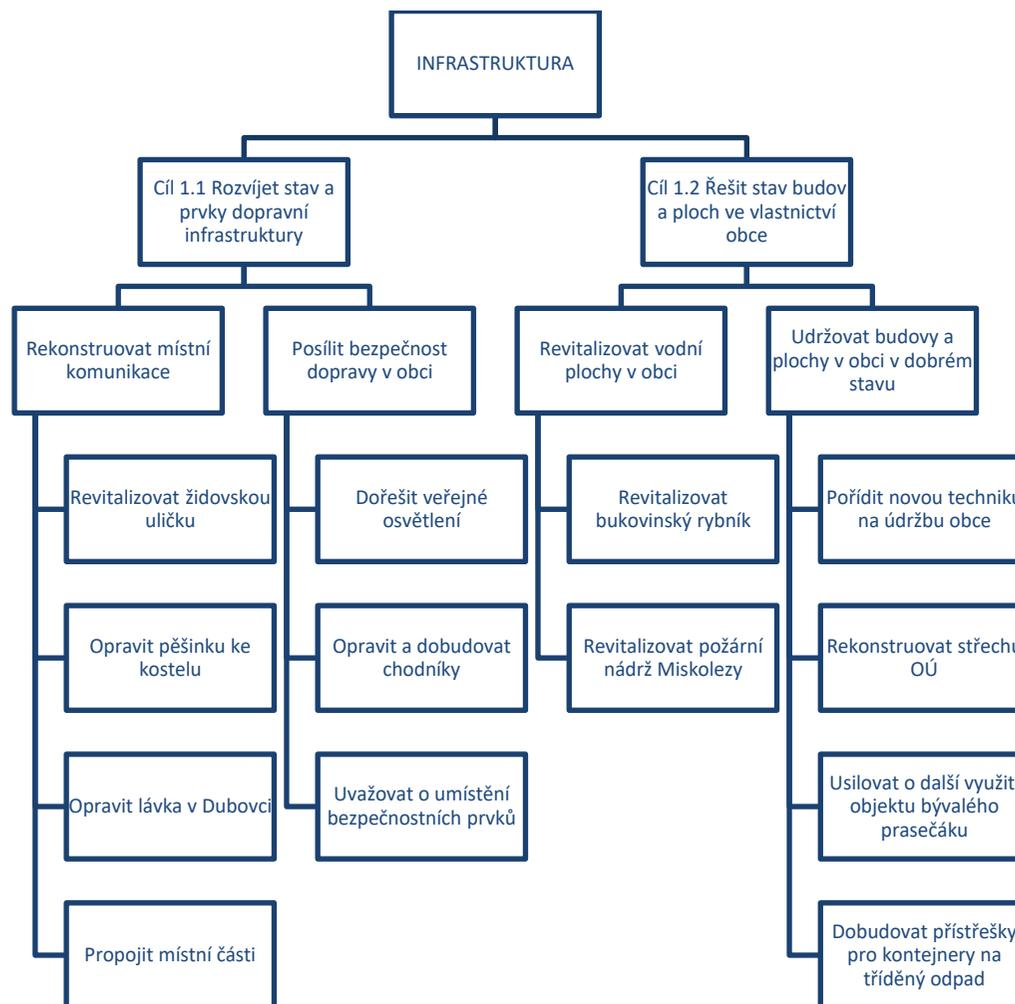 INFRASTRUKTURA
Cíl 1.1 Rozvíjet stav a
prvky dopravní
infrastruktury
Cíl 1.2 Řešit stav budov
a ploch ve vlastnictví
obce
Rekonstruovat místní
komunikace
Posílit bezpečnost
dopravy v obci
Revitalizovat vodní
plochy v obci
Udržovat budovy a
plochy v obci v dobrém
stavu
Revitalizovat židovskou
uličku
Opravit pěšinku ke
kostelu
Opravit lávka v Dubovci
Propojit místní části
Dořešit veřejné
osvětlení
Opravit a dobudovat
chodníky
Uvažovat o umístění
bezpečnostních prvků
Revitalizovat
bukovinský rybník
Revitalizovat požární
nádrž Miskolezy
Pořídit novou techniku
na údržbu obce
Rekonstruovat střechu
OÚ
Usilovat o další využití
objektu bývalého
prasečáku
Dobudovat přístřešky
pro kontejnery na
tříděný odpad